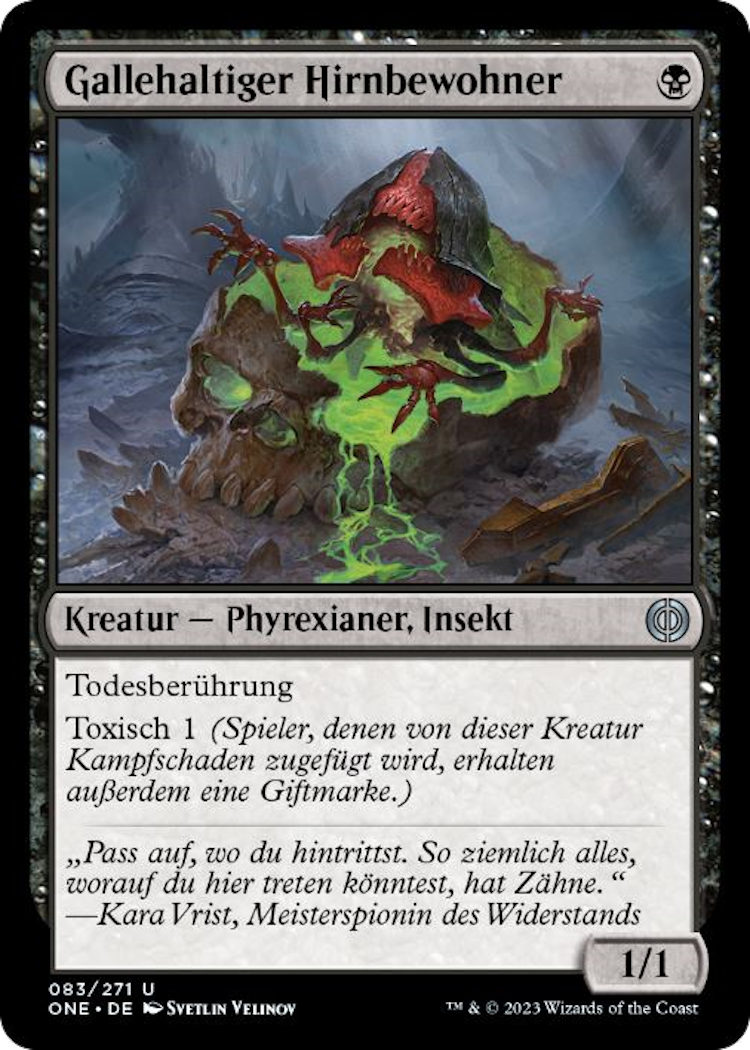 Gallehaltiger Hirnbewohner
Kreatur — Phyrexianer, Insekt
Todesberührung
Toxisch 1 (Spieler, denen von dieser Kreatur
Kampfschaden zugefügt wird, erhalten
außerdem eine Giftmarke.)
„Pass auf, wo du hintrittst. So ziemlich alles,
worauf du hier treten könntest, hat Zähne.“
—Kara Vrist, Meisterspionin des Widerstands
1/1
083/271 U
ONE • DE Svetlin Velinov
™ & © 2023 Wizards of the Coast